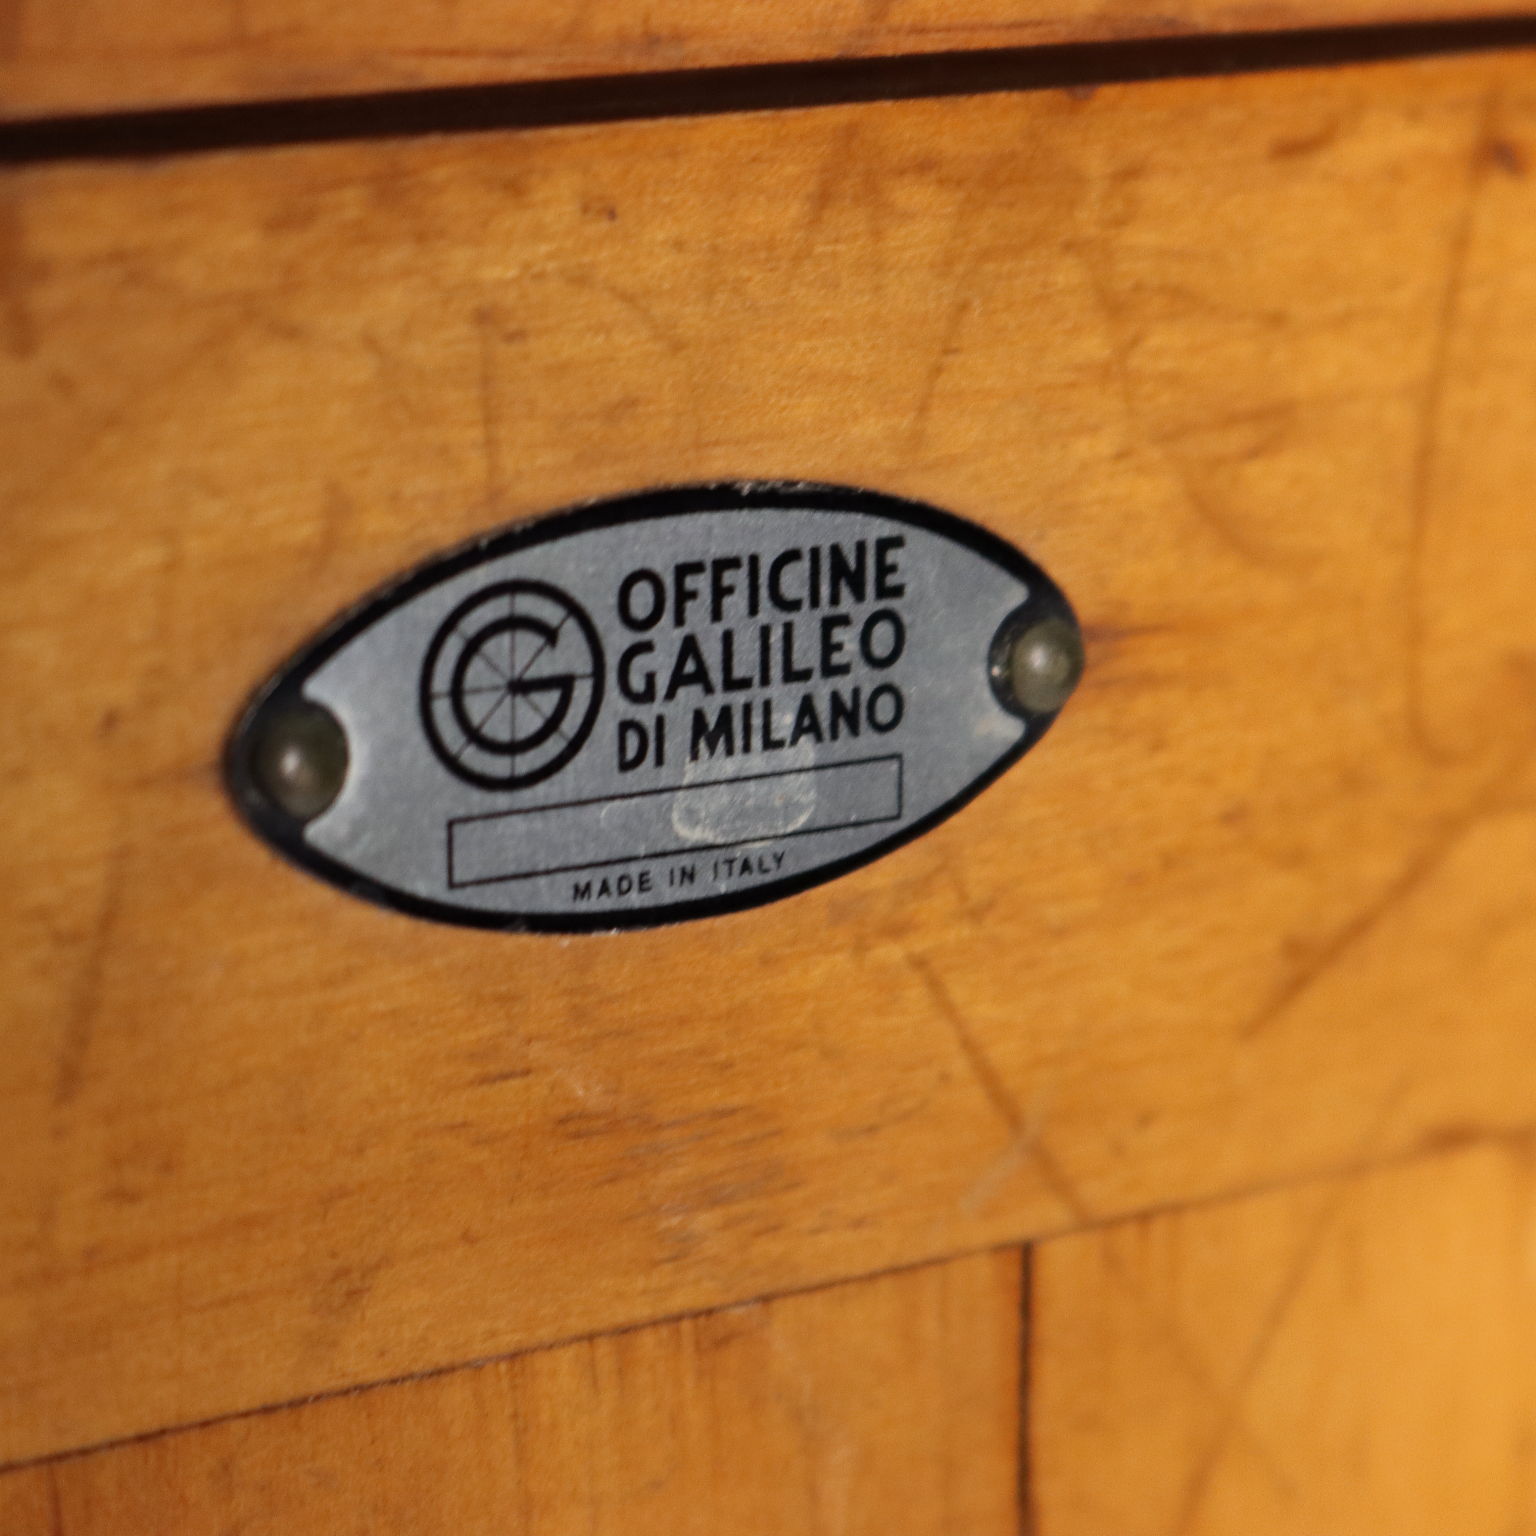 G
OFFICINE
GALILEO
DI MILANO
MADE IN ITALY